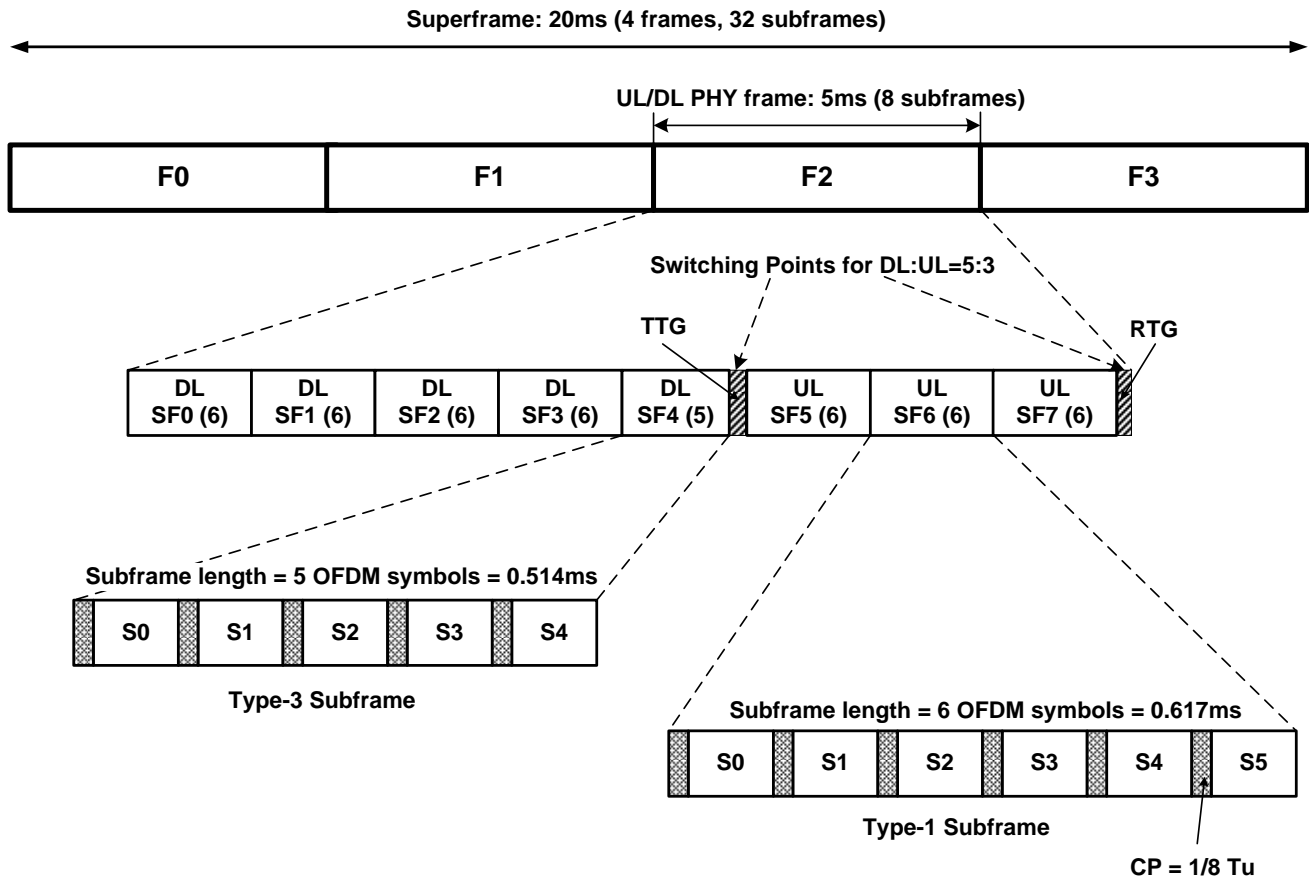 Superframe: 20ms (4 frames, 32 subframes)
UL/DL PHY frame: 5ms (8 subframes)
F0
F1
F2
F3
Switching Points for DL:UL=5:3
TTG
RTG
DL
SF0 (6)
DL
SF1 (6)
DL
SF2 (6)
DL
SF3 (6)
DL
SF4 (5)
UL
SF5 (6)
UL
SF6 (6)
UL
SF7 (6)
Subframe length = 5 OFDM symbols = 0.514ms
S0
S1
S2
S3
S4
Type-3 Subframe
Subframe length = 6 OFDM symbols = 0.617ms
S0
S1
S2
S3
S4
S5
Type-1 Subframe
CP = 1/8 Tu